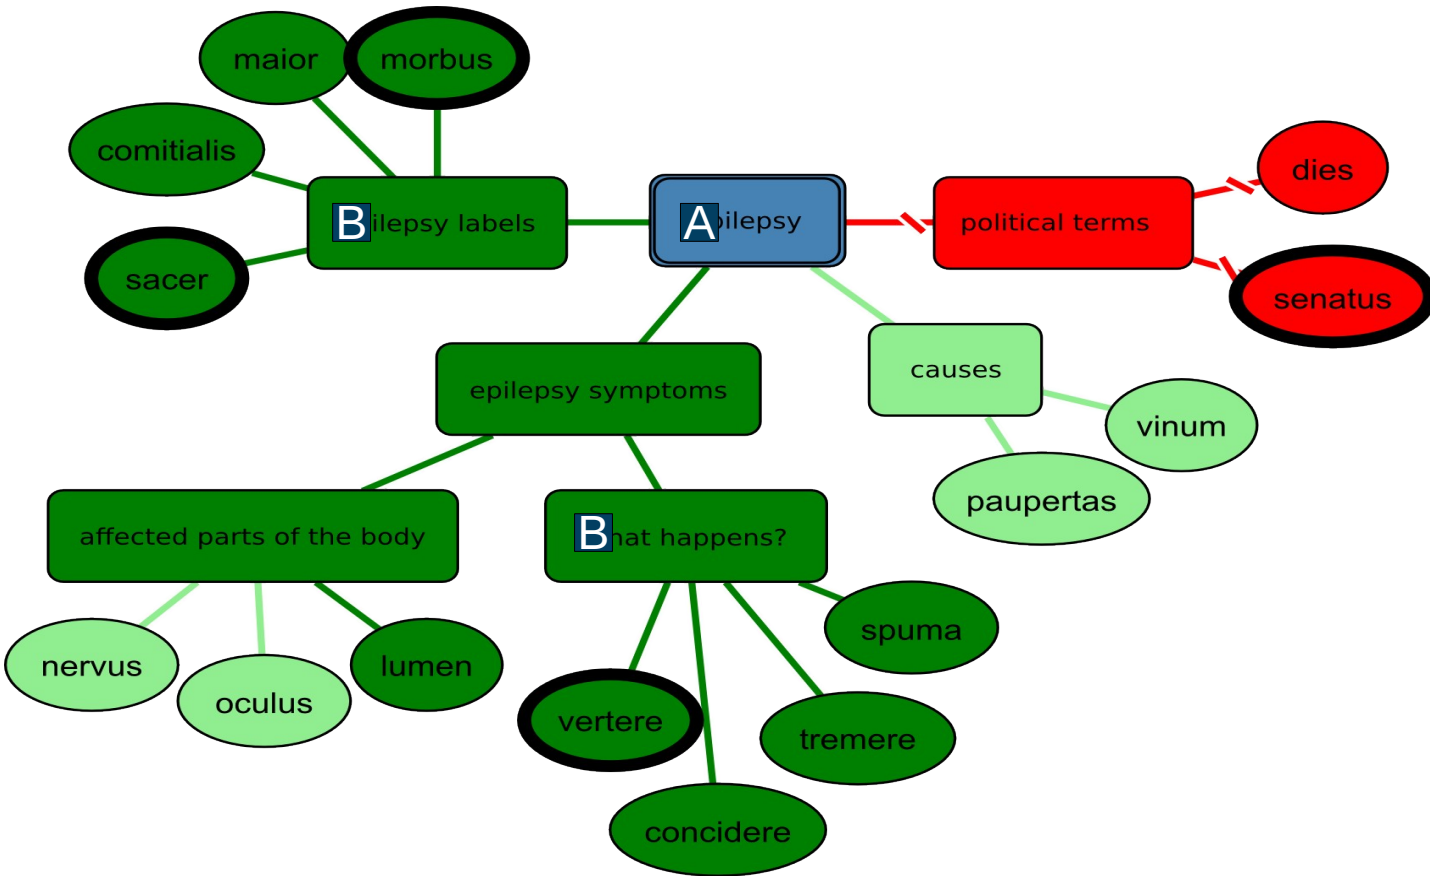 maior
morbus
comitialis
dies
B ilepsy labels
A pilepsy
political terms
sacer
senatus
epilepsy symptoms
causes
vinum
paupertas
affected parts of the body
B hat happens?
spuma
nervus
oculus
lumen
vertere
tremere
concidere